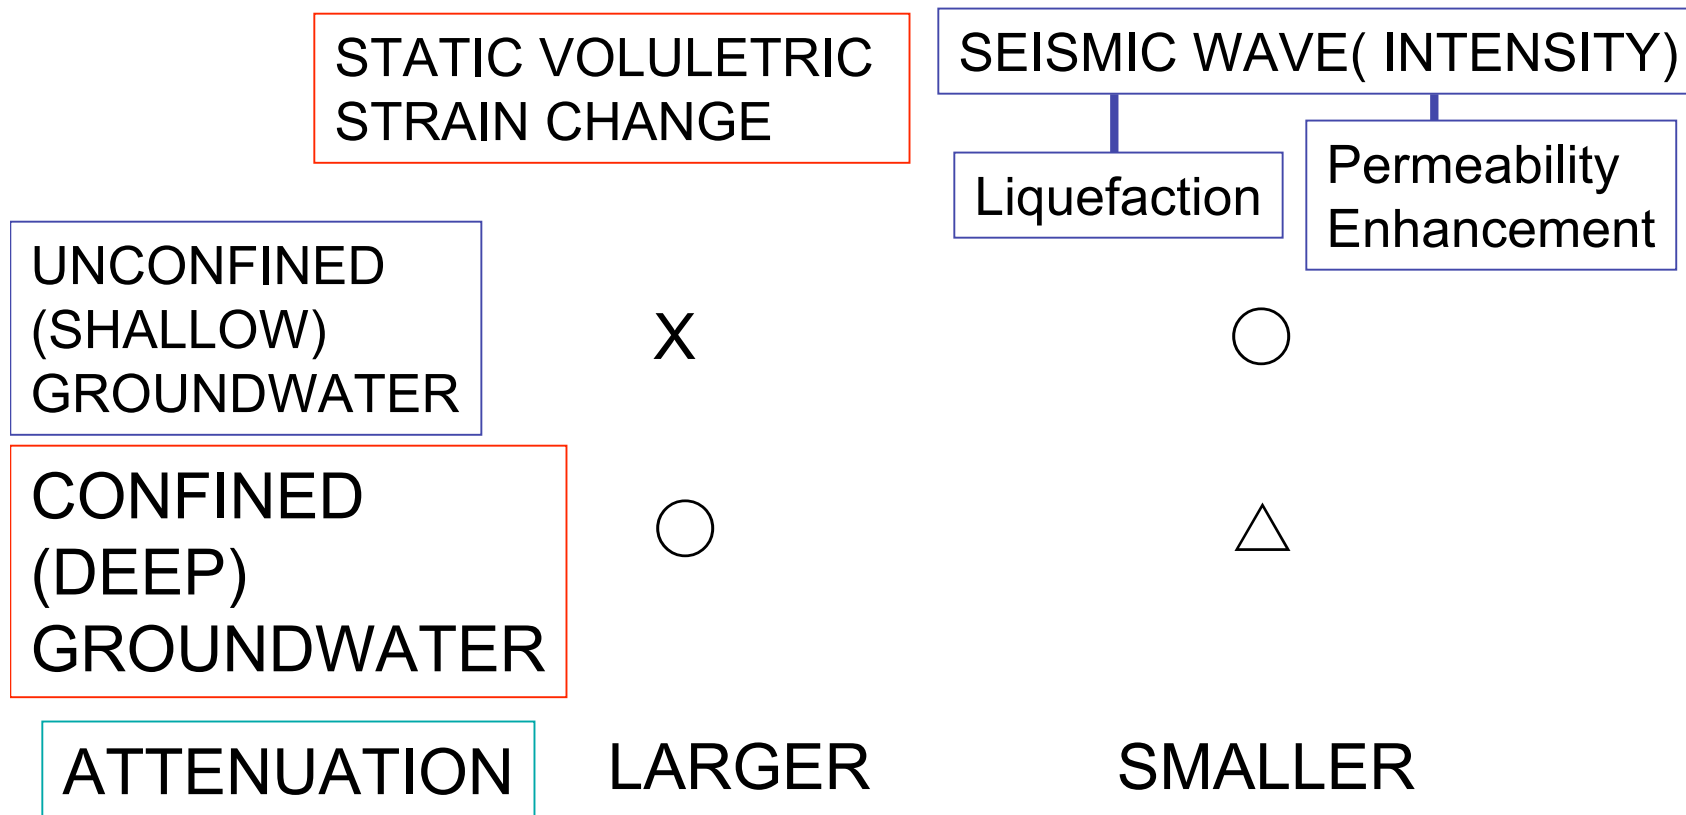 STATIC VOLULETRIC
STRAIN CHANGE
SEISMIC WAVE( INTENSITY)
Liquefaction
Permeability
Enhancement
UNCONFINED
(SHALLOW)
GROUNDWATER
X
CONFINED
(DEEP)
GROUNDWATER
ATTENUATION
LARGER
SMALLER